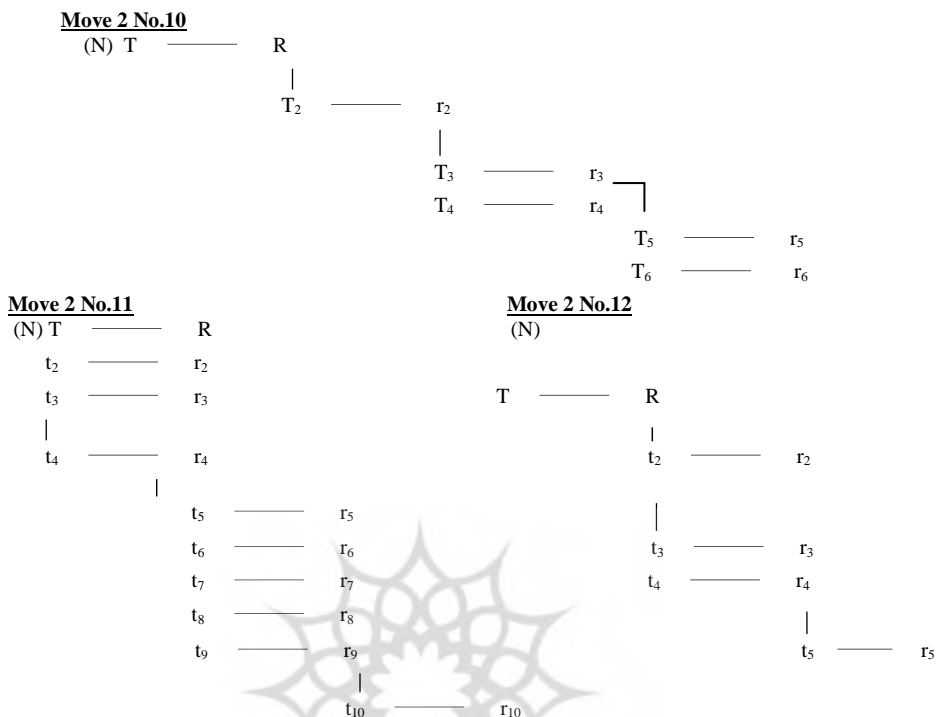 Move 2 No.10
(N) T R
T₂ r₂
T₃ r₃
T₄ r₄
T₅ r₅
T₆ r₆
Move 2 No.11
(N) T R
t₂ r₂
t₃ r₃
t₄ r₄
t₅ r₅
t₆ r₆
t₇ r₇
t₈ r₈
t₉ r₉
t₁₀ r₁₀
Move 2 No.12
(N)
T R
t₂ r₂
t₃ r₃
t₄ r₄
t₅ r₅